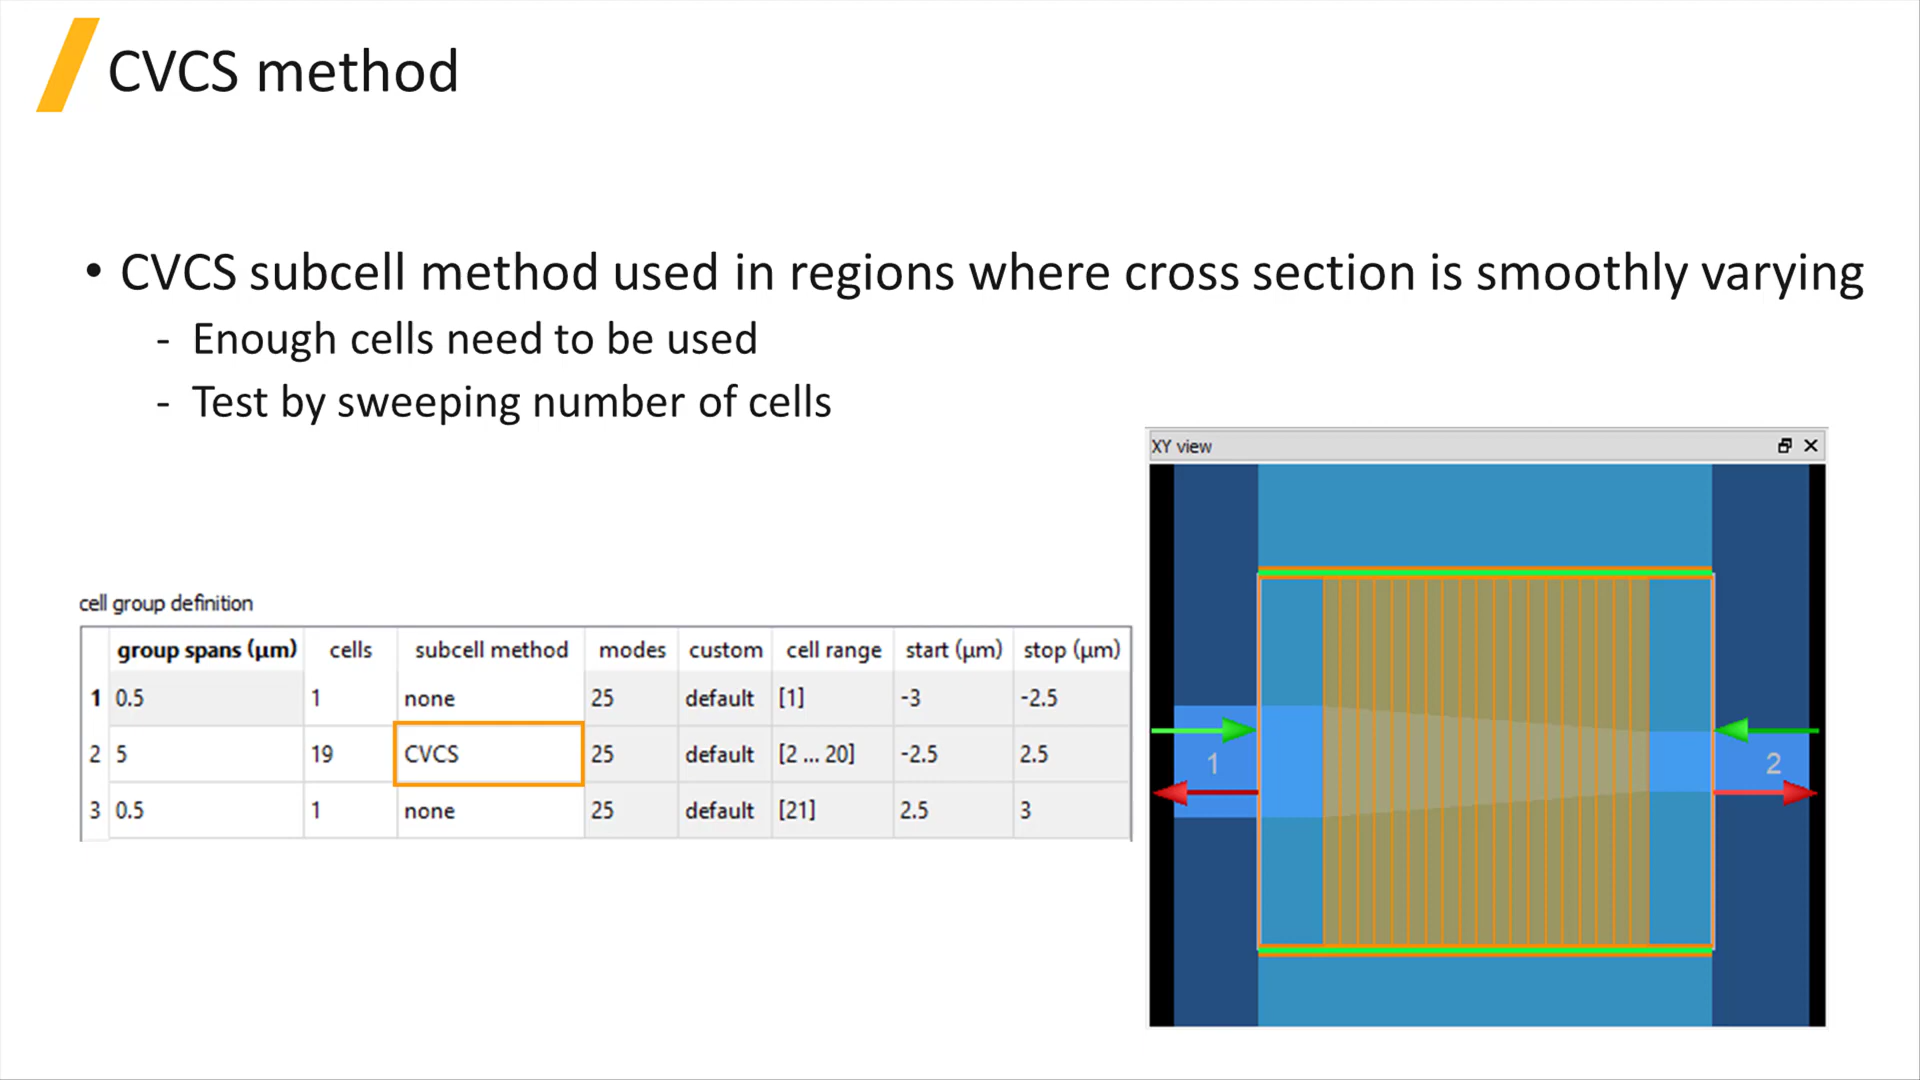 CVCS method
• CVCS subcell method used in regions where cross section is smoothly varying
- Enough cells need to be used
- Test by sweeping number of cells
cell group definition
group spans (µm) cells subcell method modes custom cell range start (µm) stop (µm)
1 0.5 1 none 25 default [1] -3 -2.5
2 5 19 CVCS 25 default [2 ... 20] -2.5 2.5
3 0.5 1 none 25 default [21] 2.5 3
XY view
1 2